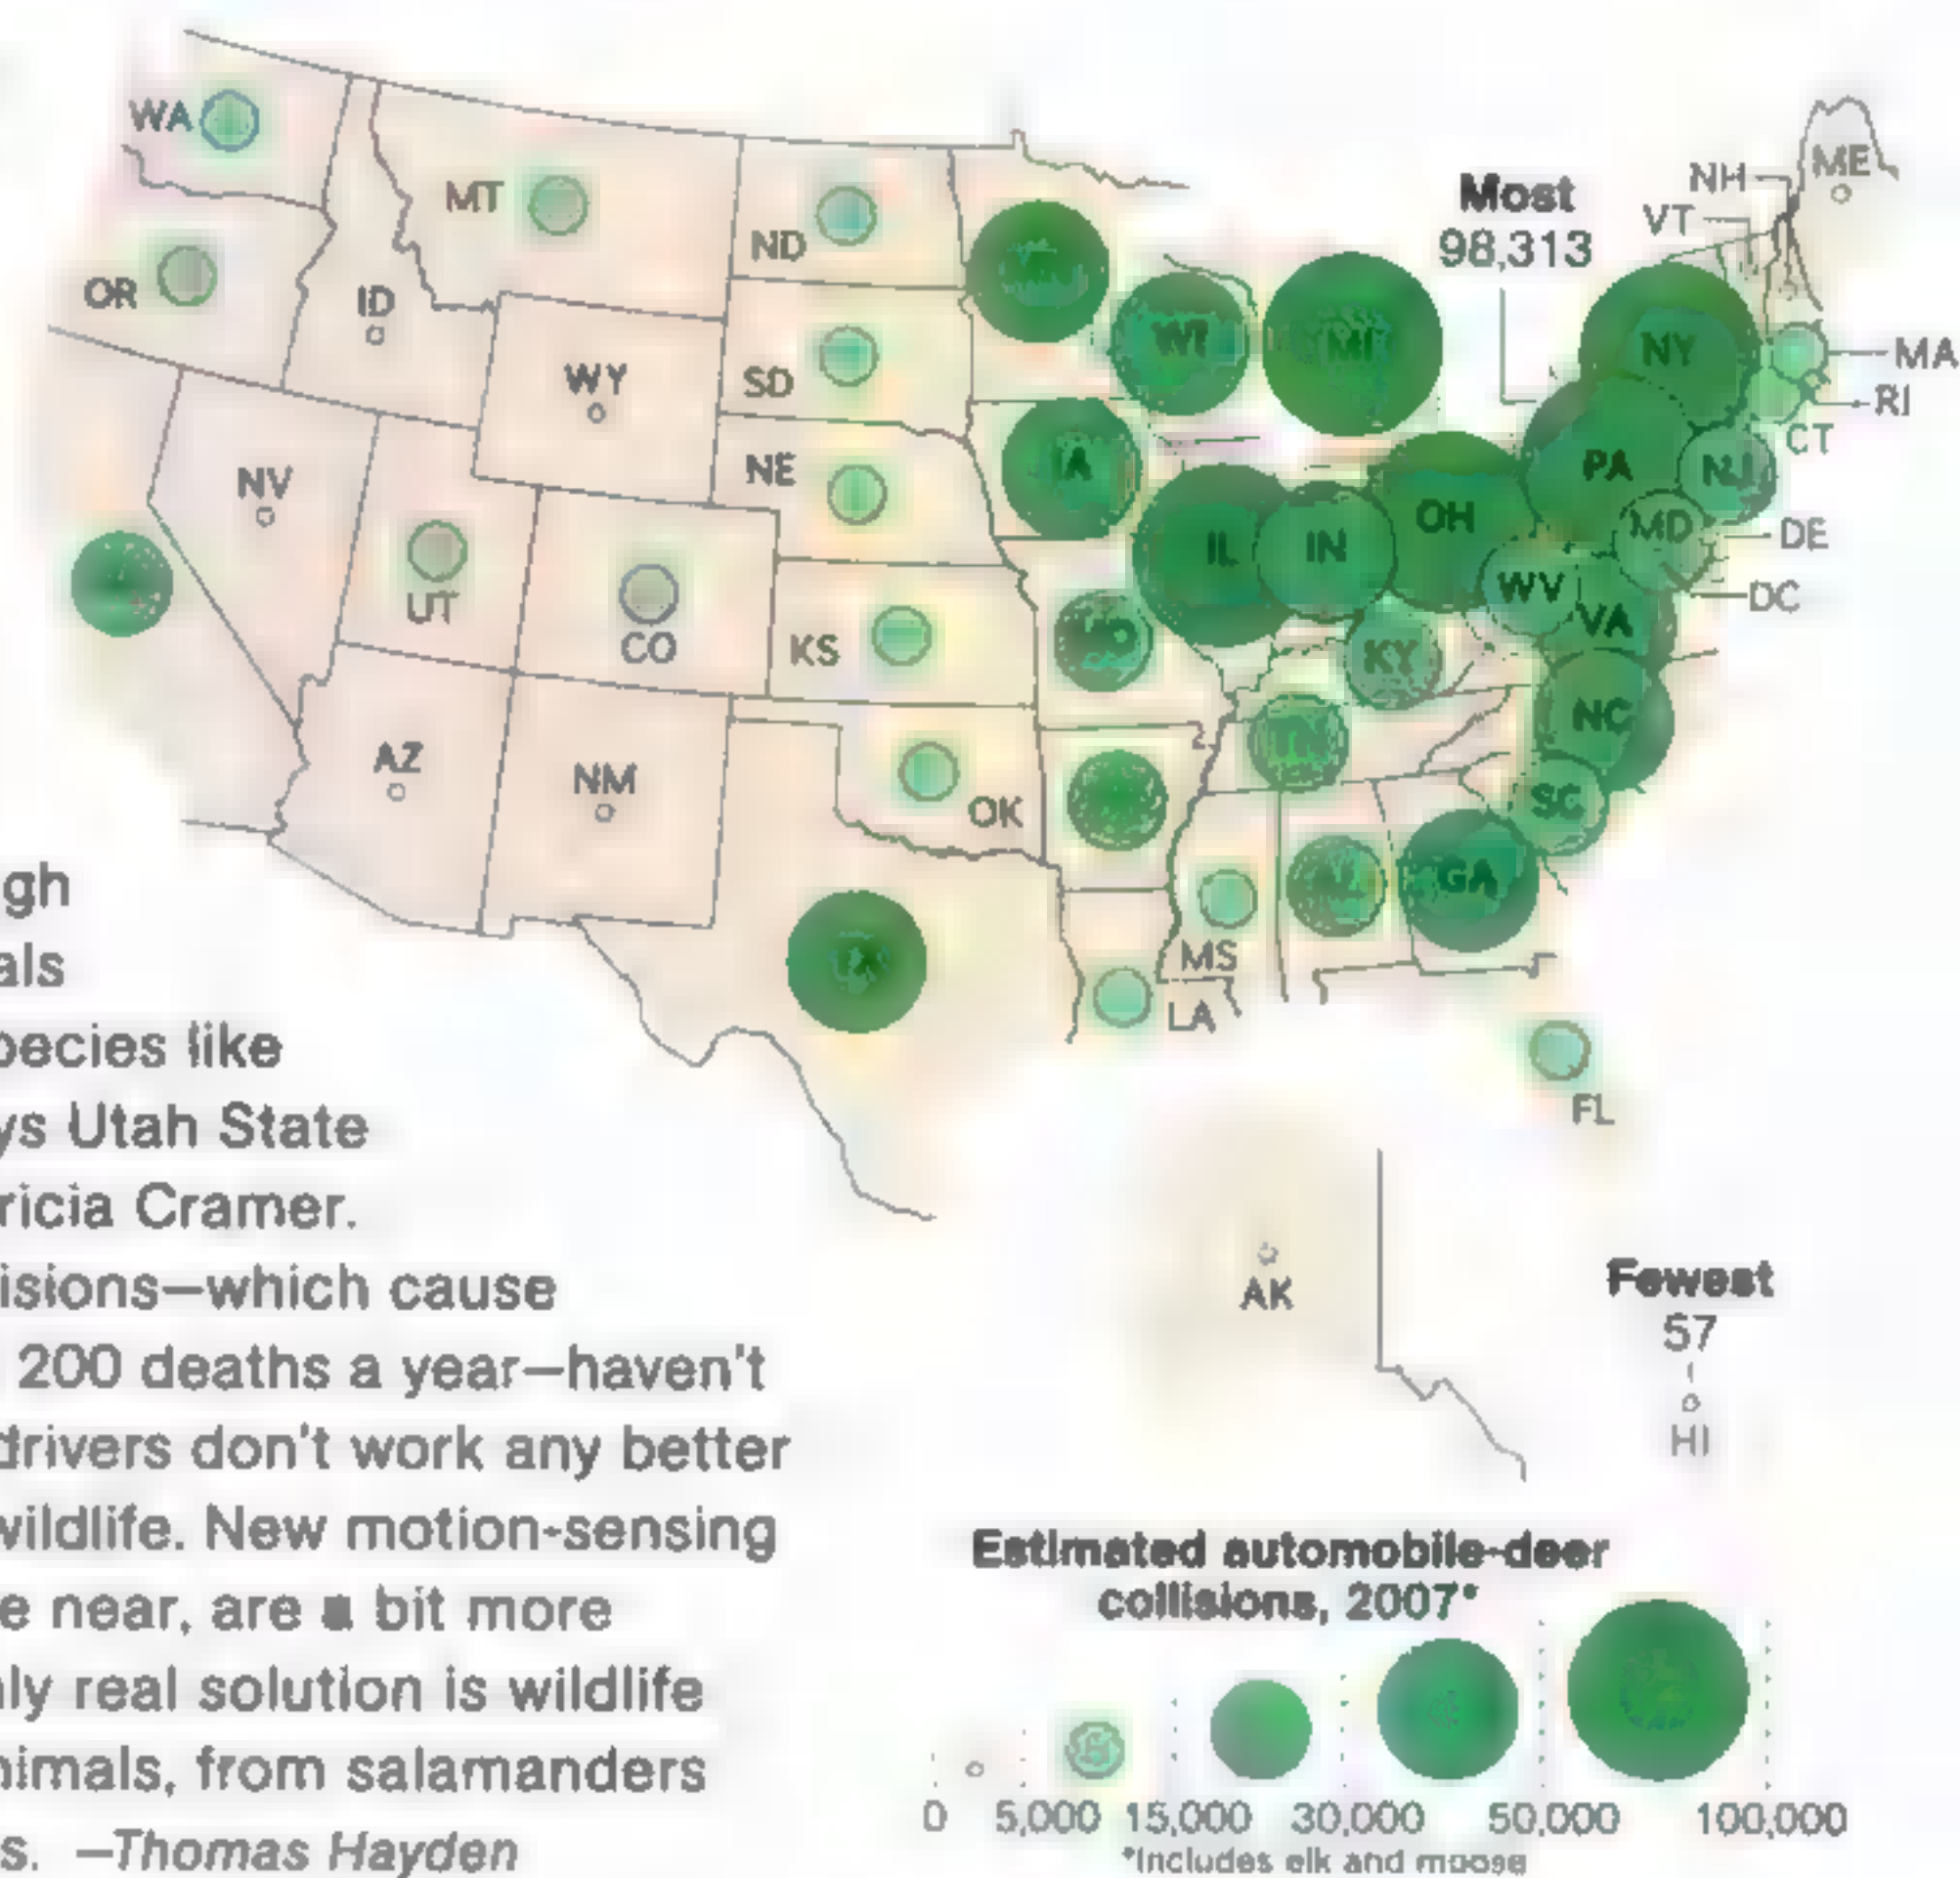 WA
MT
ND
OR
ID
SD
WY
NE
NV
UT
CO
KS
AZ
NM
OK
WI
MI
Most
98,313
NH
VT
ME
NY
MA
RI
CT
IA
PA
NJ
OH
IL
IN
MD
DE
WV
DC
VA
KY
NC
TN
SC
GA
MS
LA
FL
AK
Fewest
57
HI
gh
als
pecies like
ys Utah State
ricia Cramer.
isions—which cause
200 deaths a year—haven't
drivers don't work any better
wildlife. New motion-sensing
e near, are a bit more
nly real solution is wildlife
nimals, from salamanders
s. —Thomas Hayden
Estimated automobile-deer
collisions, 2007*
0 5,000 15,000 30,000 50,000 100,000
*Includes elk and moose